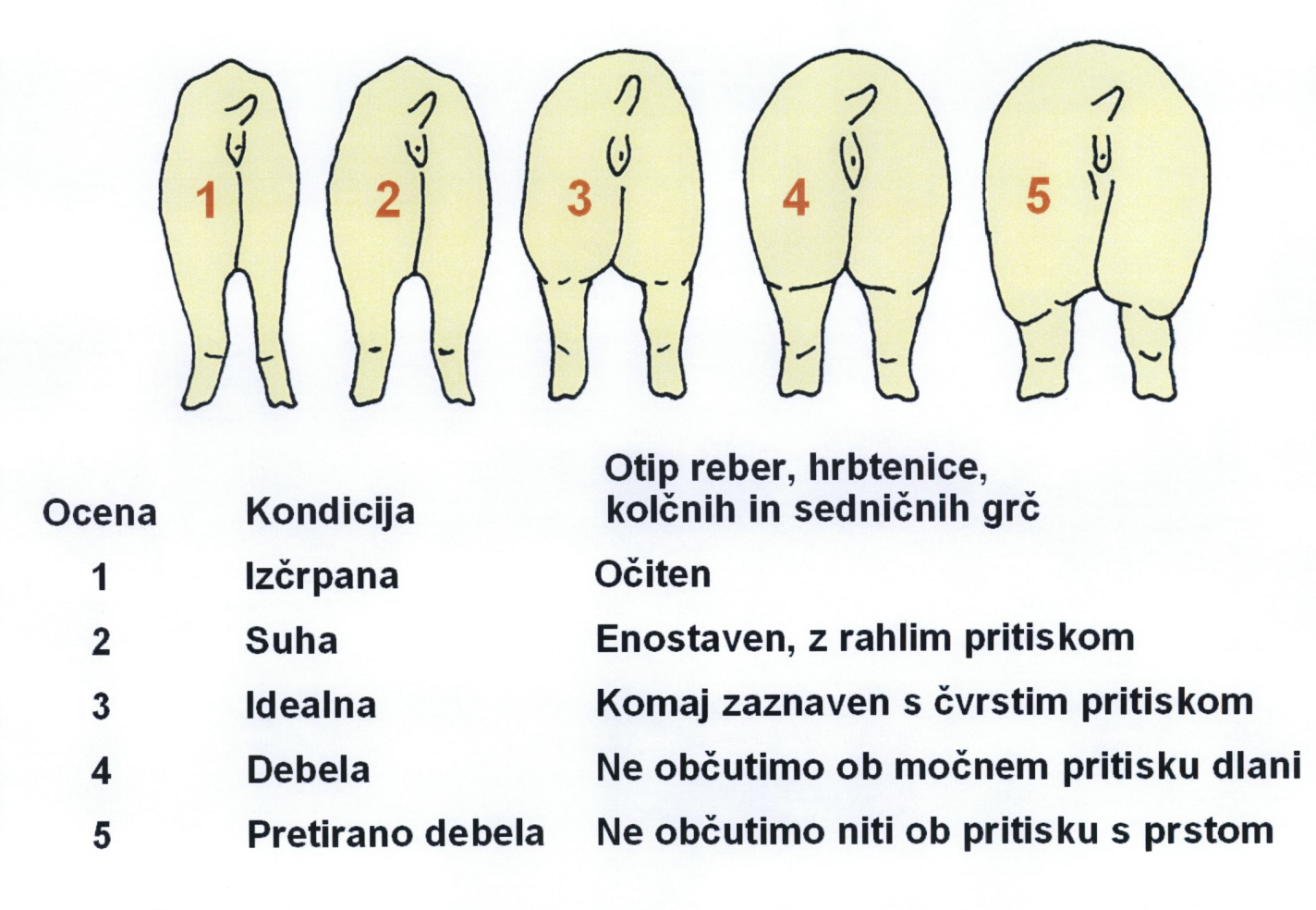 1 2 3 4 5
Otip reber, hrbtenice,
Ocena Kondicija kolčnih in sedničnih grč
1 Izčrpana Očiten
2 Suha Enostaven, z rahlim pritiskom
3 Idealna Komaj zaznaven s čvrstim pritiskom
4 Debela Ne občutimo ob močnem pritisku dlani
5 Pretirano debela Ne občutimo niti ob pritisku s prstom